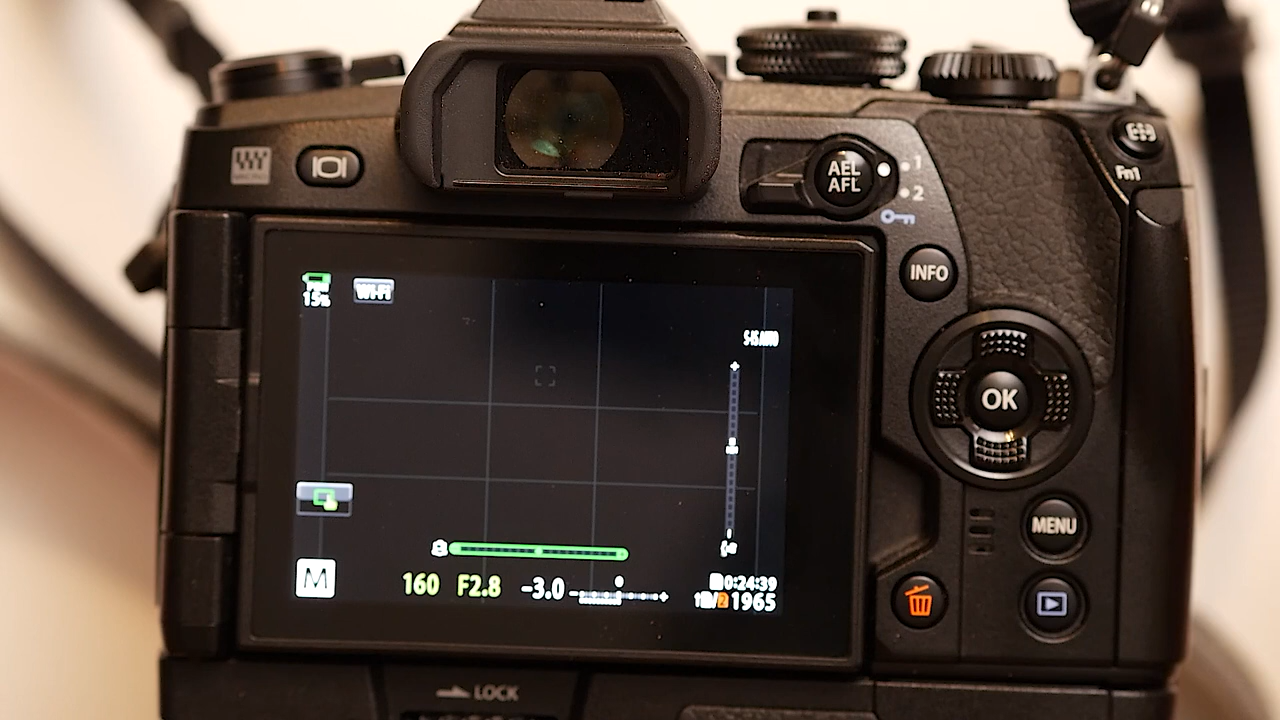 AEL
AFL
1
2
Fn1
INFO
15%
Wi-Fi
S-IS AUTO
OK
MENU
M
160 F2.8 -3.0
0
0:24:39
1965
LOCK